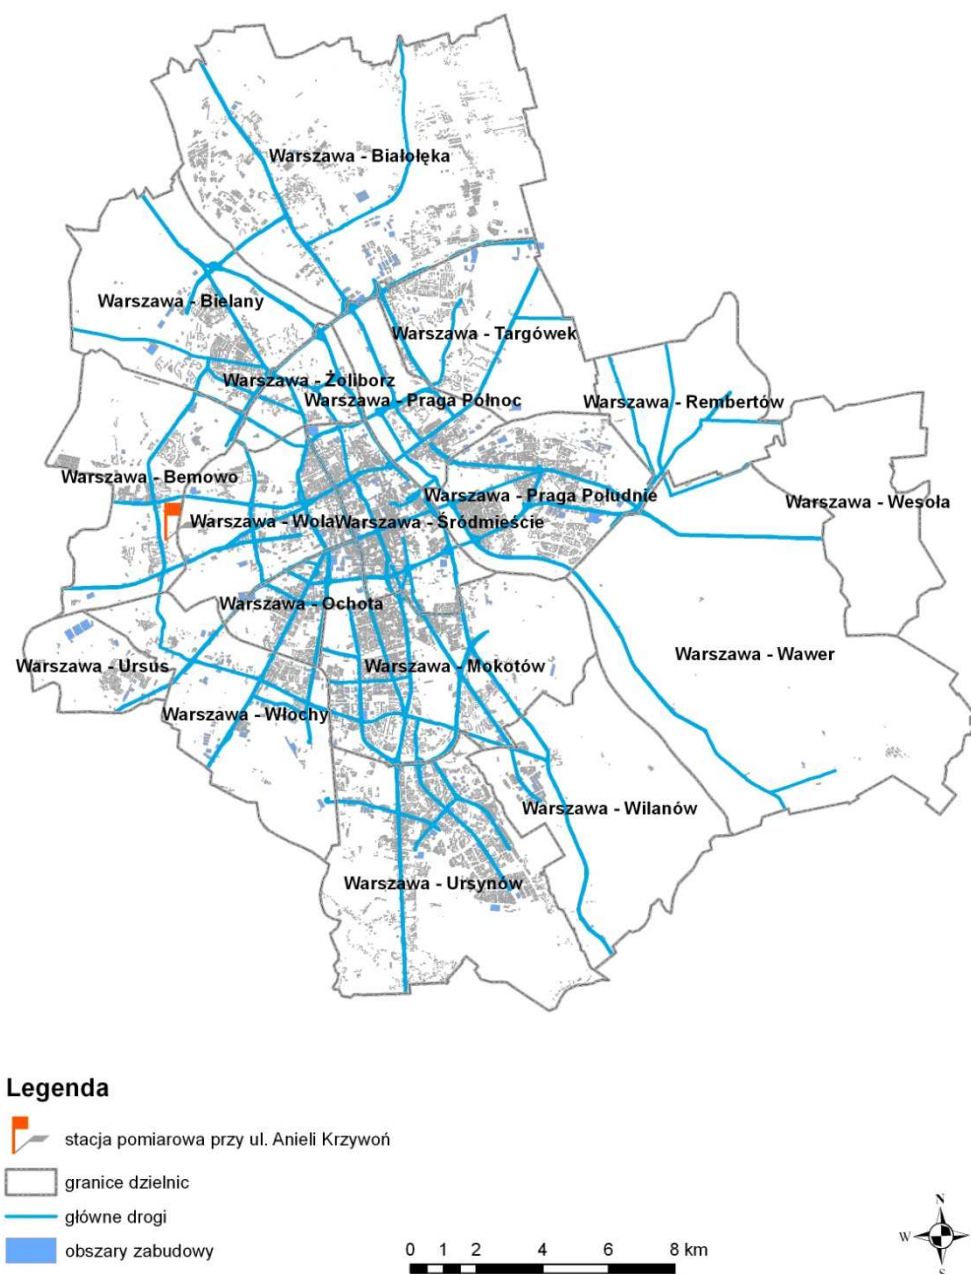 Warszawa - Białołęka
Warszawa - Bielany
Warszawa - Targówek
Warszawa - Żoliborz
Warszawa - Praga Północ
Warszawa - Rembertów
Warszawa - Bemowo
Warszawa - Praga Południe
Warszawa - Wesoła
Warszawa - Wola
Warszawa - Śródmieście
Warszawa - Ochota
Warszawa - Ursus
Warszawa - Mokotów
Warszawa - Wawer
Warszawa - Włochy
Warszawa - Wilanów
Warszawa - Ursynów
Legenda
stacja pomiarowa przy ul. Anieli Krzywoń
granice dzielnic
główne drogi
obszary zabudowy
0 1 2 4 6 8 km
N
W E
S